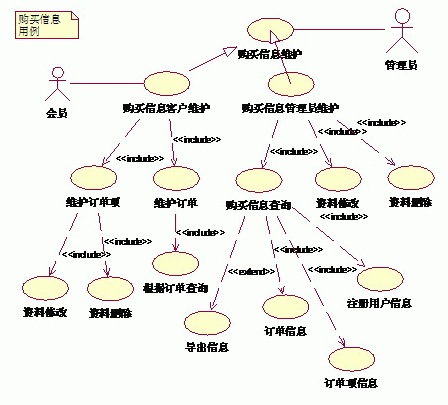 购买信息
用例
购买信息维护
管理员
会员
购买信息客户维护
购买信息管理员维护
<<include>>
<<include>>
<<include>>
<<include>>
<<include>>
维护订单项
维护订单
购买信息查询
资料修改
资料删除
<<include>>
<<include>>
<<include>>
<<include>>
<<extend>>
<<include>>
<<include>>
根据订单查询
资料修改
资料删除
导出信息
订单信息
注册用户信息
订单项信息